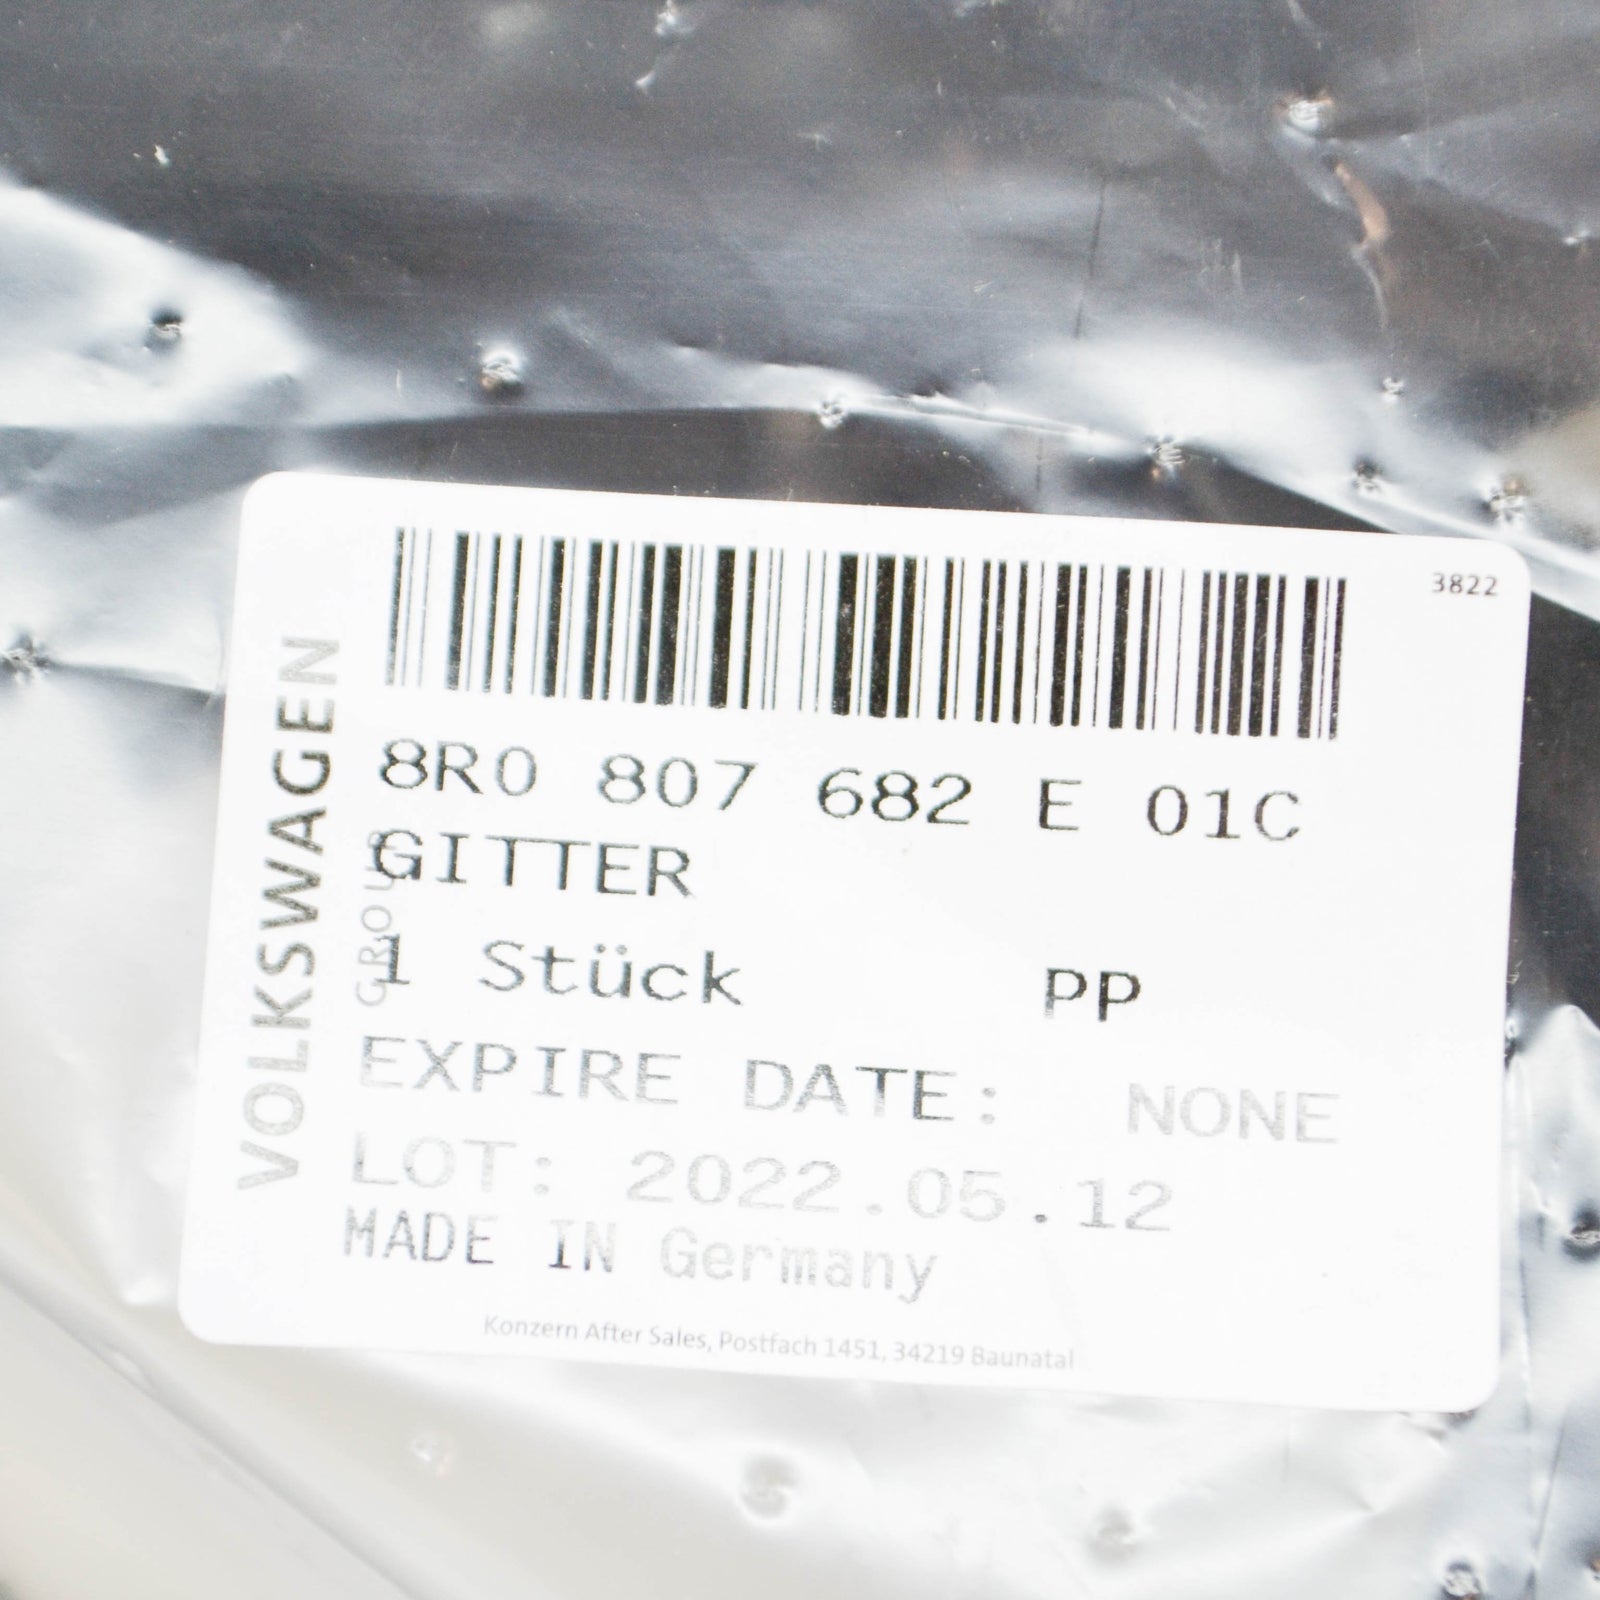 3822
8R0 807 682 E 01C
GITTER
1 Stück PP
EXPIRE DATE: NONE
LOT: 2022.05.12
MADE IN Germany
Konzern After Sales, Postfach 1451, 34219 Baunatal
VOLKSWAGEN
GROUP